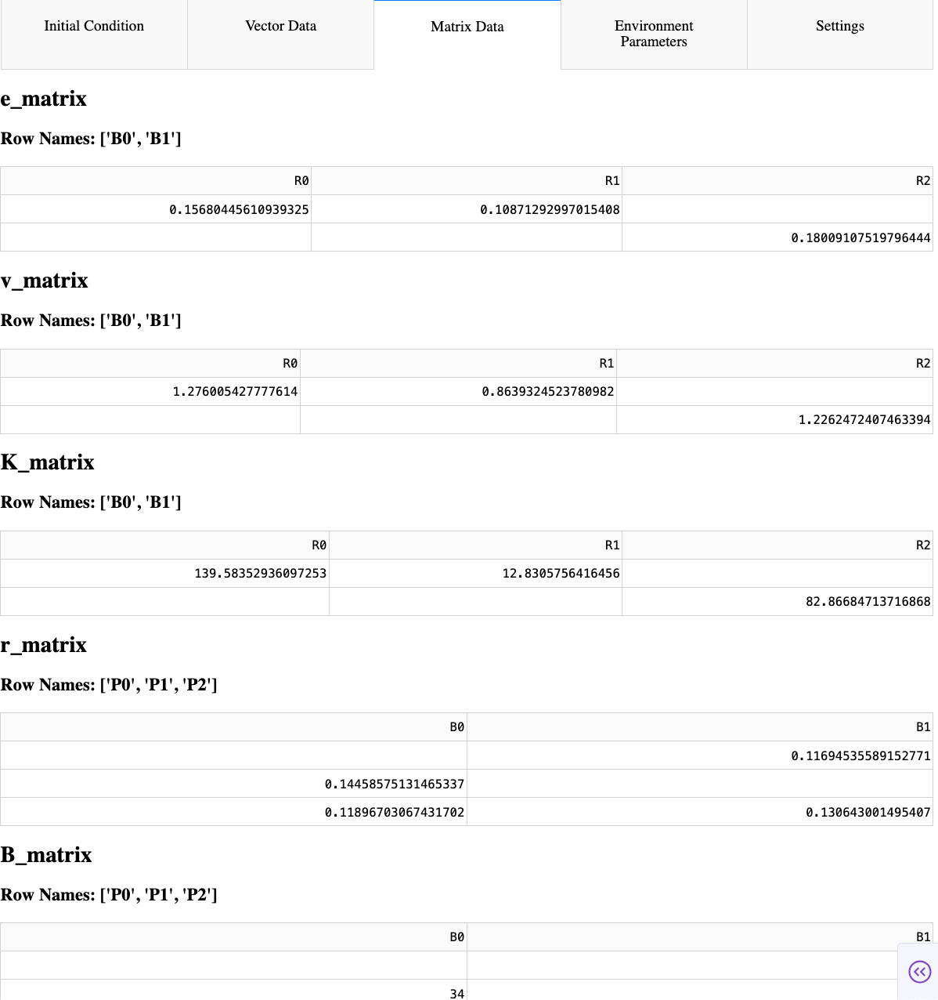 Initial Condition
Vector Data
Matrix Data
Environment
Parameters
Settings
e_matrix
Row Names: ['B0', 'B1']
R0 R1 R2
0.15680445610939325 0.10871292997015408
0.18009107519796444
v_matrix
Row Names: ['B0', 'B1']
R0 R1 R2
1.276005427777614 0.8639324523780982
1.2262472407463394
K_matrix
Row Names: ['B0', 'B1']
R0 R1 R2
139.58352936097253 12.8305756416456
82.86684713716868
r_matrix
Row Names: ['P0', 'P1', 'P2']
B0 B1
0.11694535589152771
0.14458575131465337
0.11896703067431702 0.130643001495407
B_matrix
Row Names: ['P0', 'P1', 'P2']
B0 B1
34